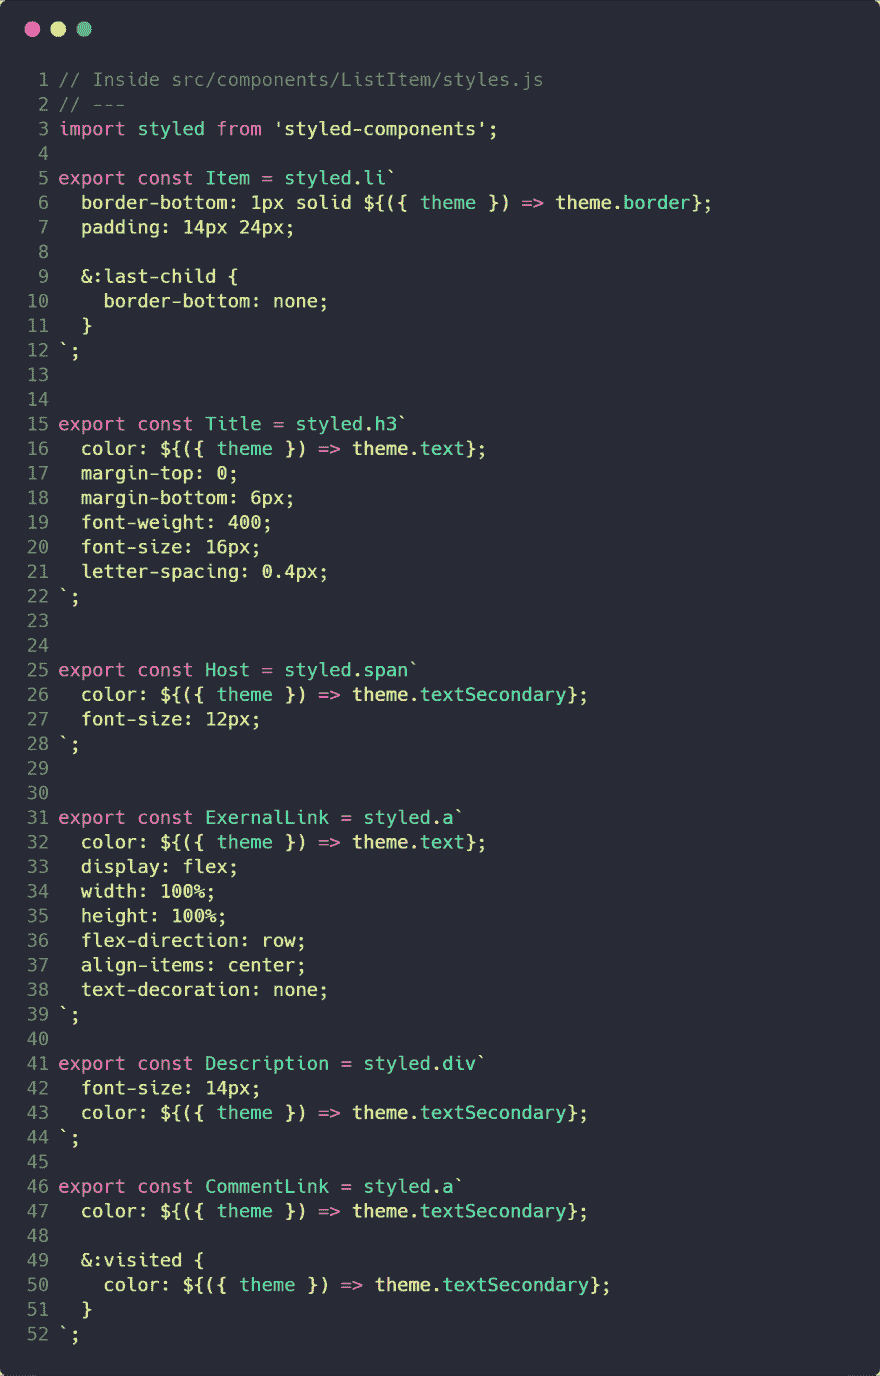 1 // Inside src/components/ListItem/styles.js
2 // ---
3 import styled from 'styled-components';
4
5 export const Item = styled.li`
6   border-bottom: 1px solid ${({ theme }) => theme.border};
7   padding: 14px 24px;
8
9   &:last-child {
10     border-bottom: none;
11   }
12 `;
13
14
15 export const Title = styled.h3`
16   color: ${({ theme }) => theme.text};
17   margin-top: 0;
18   margin-bottom: 6px;
19   font-weight: 400;
20   font-size: 16px;
21   letter-spacing: 0.4px;
22 `;
23
24
25 export const Host = styled.span`
26   color: ${({ theme }) => theme.textSecondary};
27   font-size: 12px;
28 `;
29
30
31 export const ExernalLink = styled.a`
32   color: ${({ theme }) => theme.text};
33   display: flex;
34   width: 100%;
35   height: 100%;
36   flex-direction: row;
37   align-items: center;
38   text-decoration: none;
39 `;
40
41 export const Description = styled.div`
42   font-size: 14px;
43   color: ${({ theme }) => theme.textSecondary};
44 `;
45
46 export const CommentLink = styled.a`
47   color: ${({ theme }) => theme.textSecondary};
48
49   &:visited {
50     color: ${({ theme }) => theme.textSecondary};
51   }
52 `;